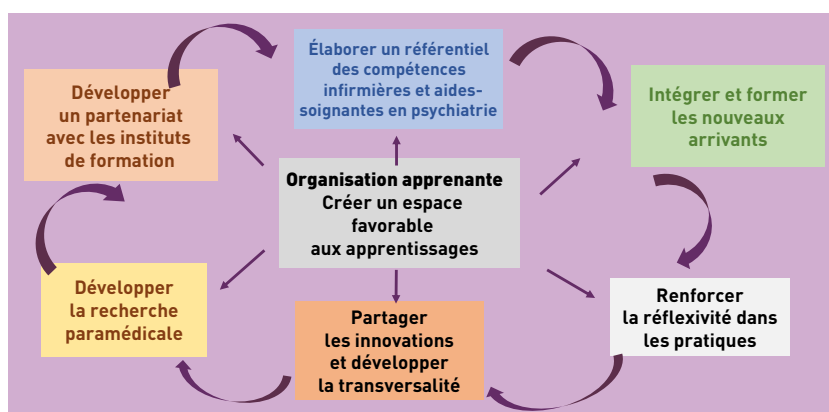 Élaborer un référentiel
des compétences
infirmières et aides-
soignantes en psychiatrie
Développer
un partenariat
avec les instituts
de formation
Intégrer et former
les nouveaux
arrivants
Organisation apprenante
Créer un espace
favorable
aux apprentissages
Développer
la recherche
paramédicale
Partager
les innovations
et développer
la transversalité
Renforcer
la réflexivité dans
les pratiques